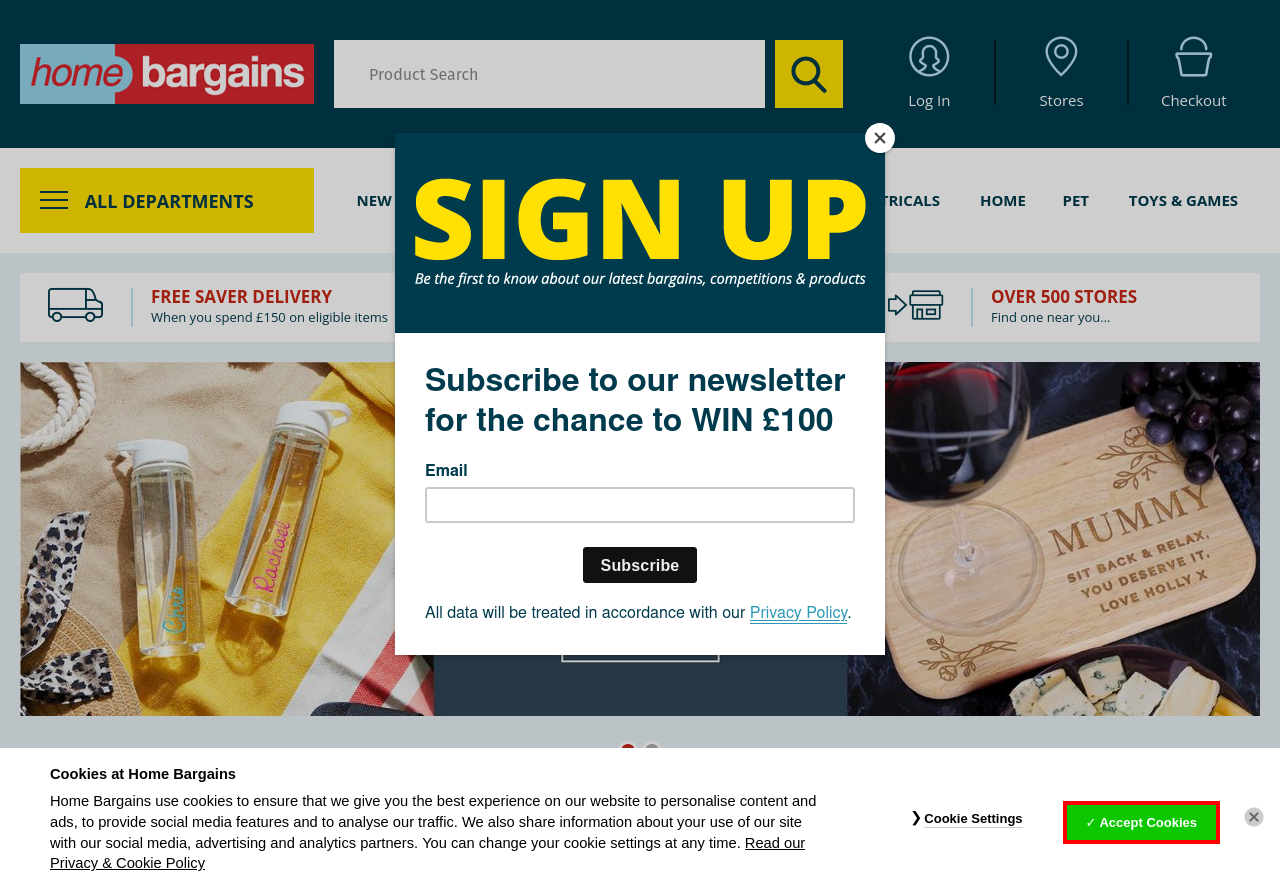 home bargains
Product Search
Log In
Stores
Checkout
ALL DEPARTMENTS
NEW
TRICALS
HOME
PET
TOYS & GAMES
SIGN UP
Be the first to know about our latest bargains, competitions & products
FREE SAVER DELIVERY
When you spend £150 on eligible items
OVER 500 STORES
Find one near you...
Subscribe to our newsletter
for the chance to WIN £100
Email
Subscribe
All data will be treated in accordance with our Privacy Policy.
Chris
Rachael
MUMMY
SIT BACK & RELAX,
YOU DESERVE IT,
LOVE HOLLY X
Cookies at Home Bargains
Home Bargains use cookies to ensure that we give you the best experience on our website to personalise content and
ads, to provide social media features and to analyse our traffic. We also share information about your use of our site
with our social media, advertising and analytics partners. You can change your cookie settings at any time. Read our
Privacy & Cookie Policy
❯ Cookie Settings
✓ Accept Cookies